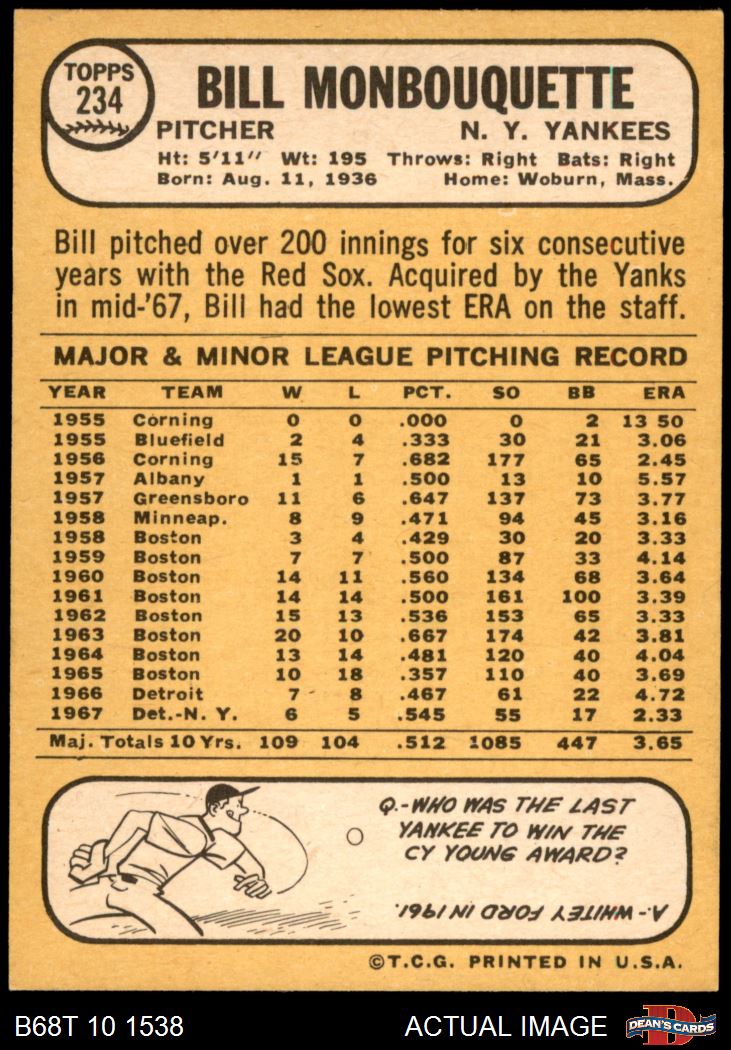 TOPPS
234
BILL MONBOUQUETTE
PITCHER N. Y. YANKEES
Ht: 5'11" Wt: 195 Throws: Right Bats: Right
Born: Aug. 11, 1936 Home: Woburn, Mass.
Bill pitched over 200 innings for six consecutive
years with the Red Sox. Acquired by the Yanks
in mid-'67, Bill had the lowest ERA on the staff.
MAJOR & MINOR LEAGUE PITCHING RECORD
YEAR TEAM W L PCT. SO BB ERA
1955 Corning 0 0 .000 0 2 13 50
1955 Bluefield 2 4 .333 30 21 3.06
1956 Corning 15 7 .682 177 65 2.45
1957 Albany 1 1 .500 13 10 5.57
1957 Greensboro 11 6 .647 137 73 3.77
1958 Minneap. 8 9 .471 94 45 3.16
1958 Boston 3 4 .429 30 20 3.33
1959 Boston 7 7 .500 87 33 4.14
1960 Boston 14 11 .560 134 68 3.64
1961 Boston 14 14 .500 161 100 3.39
1962 Boston 15 13 .536 153 65 3.33
1963 Boston 20 10 .667 174 42 3.81
1964 Boston 13 14 .481 120 40 4.04
1965 Boston 10 18 .357 110 40 3.69
1966 Detroit 7 8 .467 61 22 4.72
1967 Det.-N. Y. 6 5 .545 55 17 2.33
Maj. Totals 10 Yrs. 109 104 .512 1085 447 3.65
Q.-WHO WAS THE LAST
YANKEE TO WIN THE
CY YOUNG AWARD?
A.-WHITEY FORD IN 1961.
©T.C.G. PRINTED IN U.S.A.
B68T 10 1538 ACTUAL IMAGE
D
DEAN'S CARDS